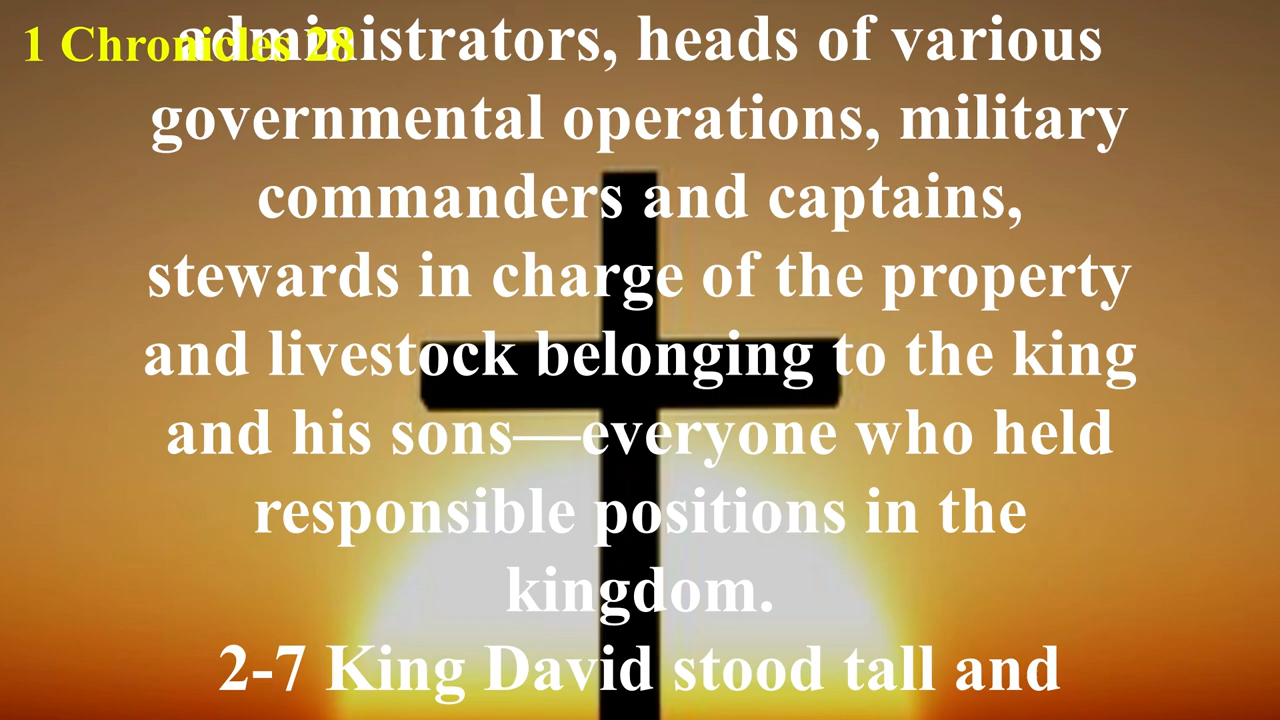 1 Chronicles 28
administrators, heads of various
governmental operations, military
commanders and captains,
stewards in charge of the property
and livestock belonging to the king
and his sons—everyone who held
responsible positions in the
kingdom.
2-7 King David stood tall and